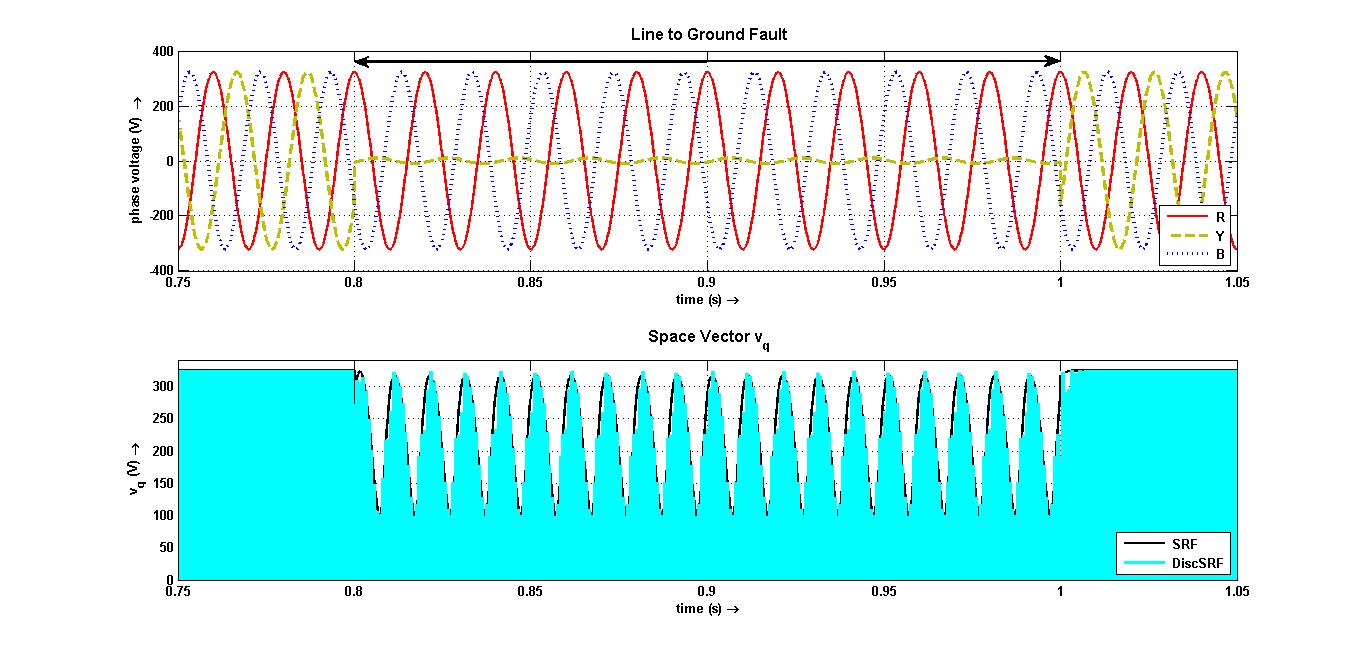 Line to Ground Fault
phase voltage (V) →
400
200
0
-200
-400
0.75
0.8
0.85
0.9
0.95
1
1.05
time (s) →
R
Y
B
Space Vector vq
vq (V) →
300
250
200
150
100
50
0
0.75
0.8
0.85
0.9
0.95
1
1.05
time (s) →
SRF
DiscSRF